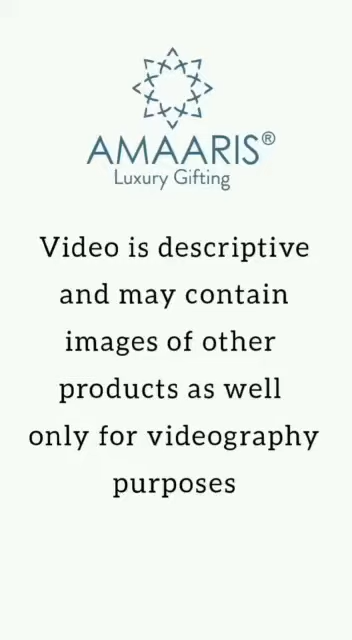 AMAARIS®
Luxury Gifting
Video is descriptive
and may contain
images of other
products as well
only for videography
purposes